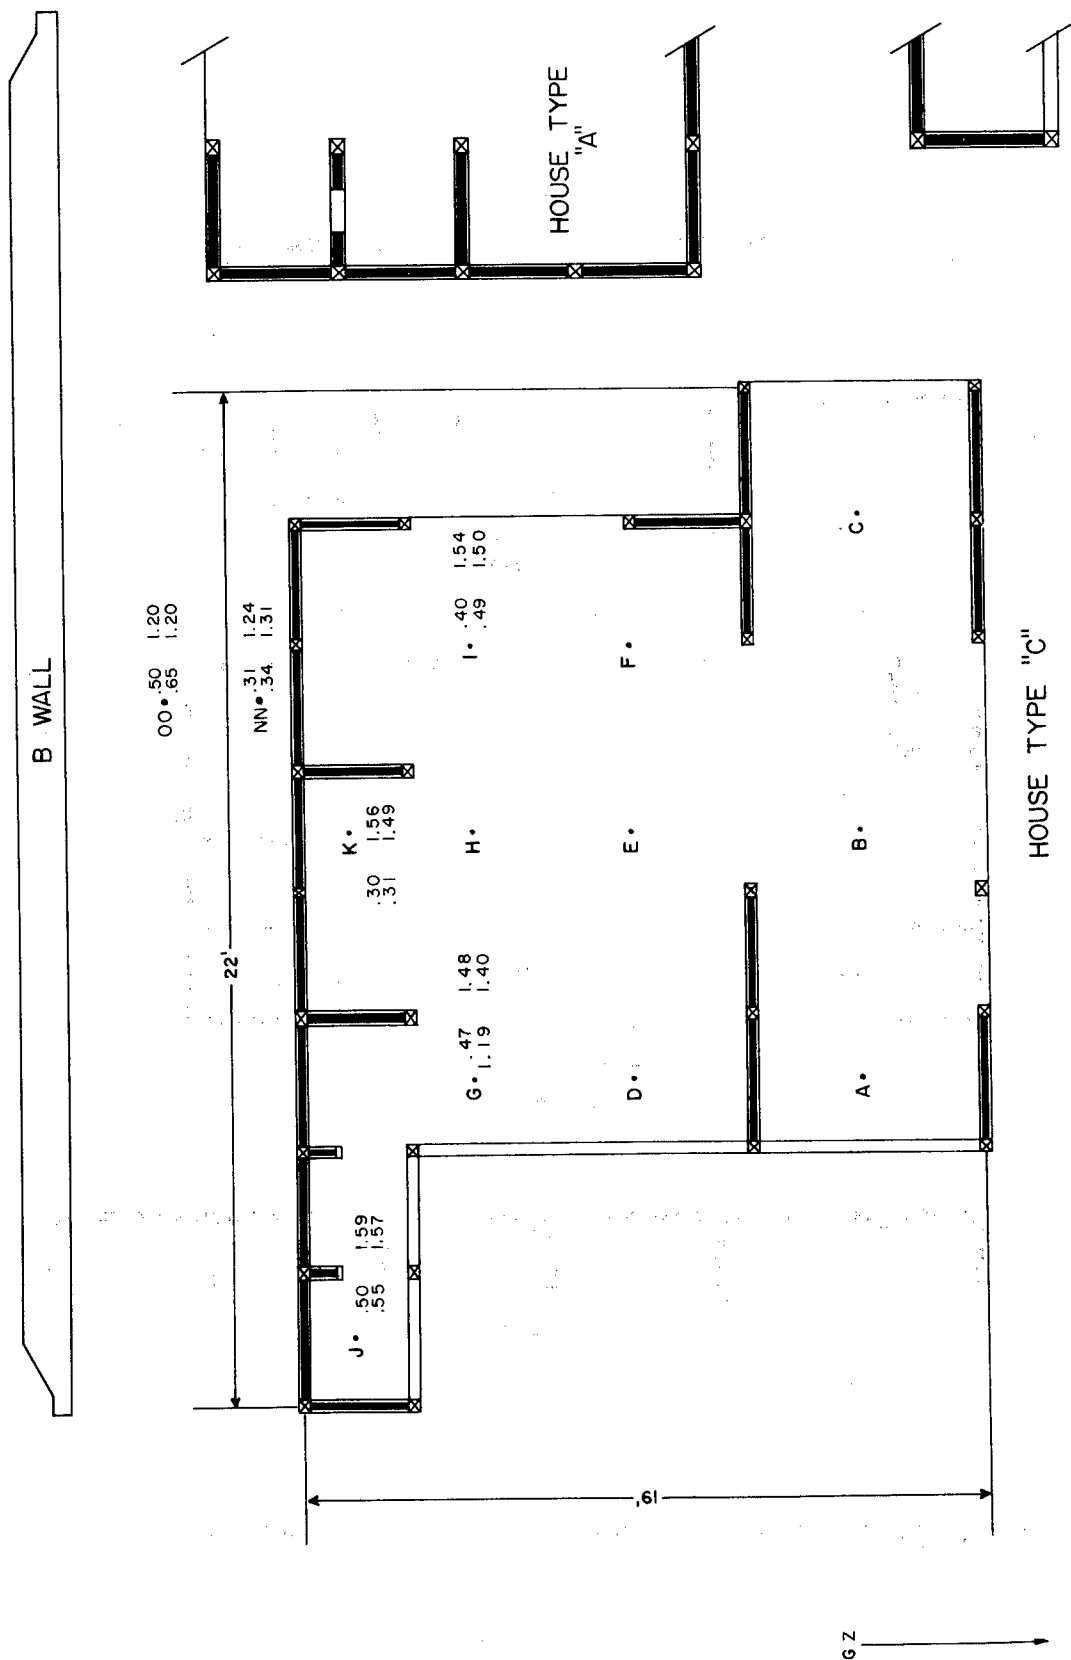 B WALL
OO .50 1.20
.65 1.20
NN .31 1.24
.34 1.31
22'
J .50 1.59
.55 1.57
K
.30 1.56
.31 1.49
G .47 1.48
1.19 1.40
H
I .40 1.54
.49 1.50
HOUSE TYPE
"A"
D
E
F
19'
A
B
C
GZ
HOUSE TYPE "C"